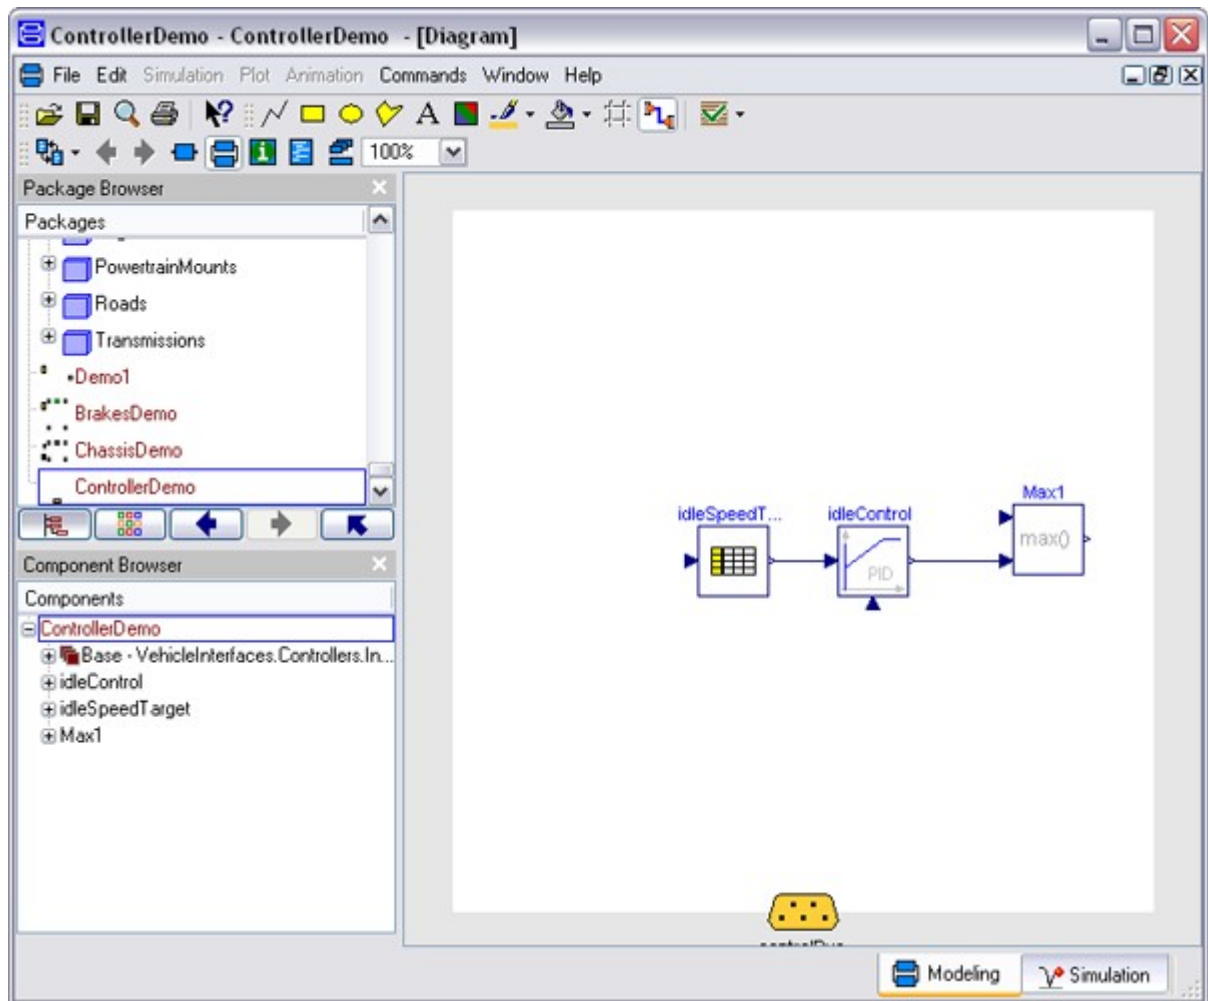 ControllerDemo - ControllerDemo - [Diagram]
File Edit Simulation Plot Animation Commands Window Help
100%
Package Browser
Packages
PowertrainMounts
Roads
Transmissions
Demo1
BrakesDemo
ChassisDemo
ControllerDemo
Component Browser
Components
ControllerDemo
Base - VehicleInterfaces.Controllers.In...
idleControl
idleSpeedTarget
Max1
idleSpeedT...
idleControl
Max1
max()
PID
Modeling
Simulation